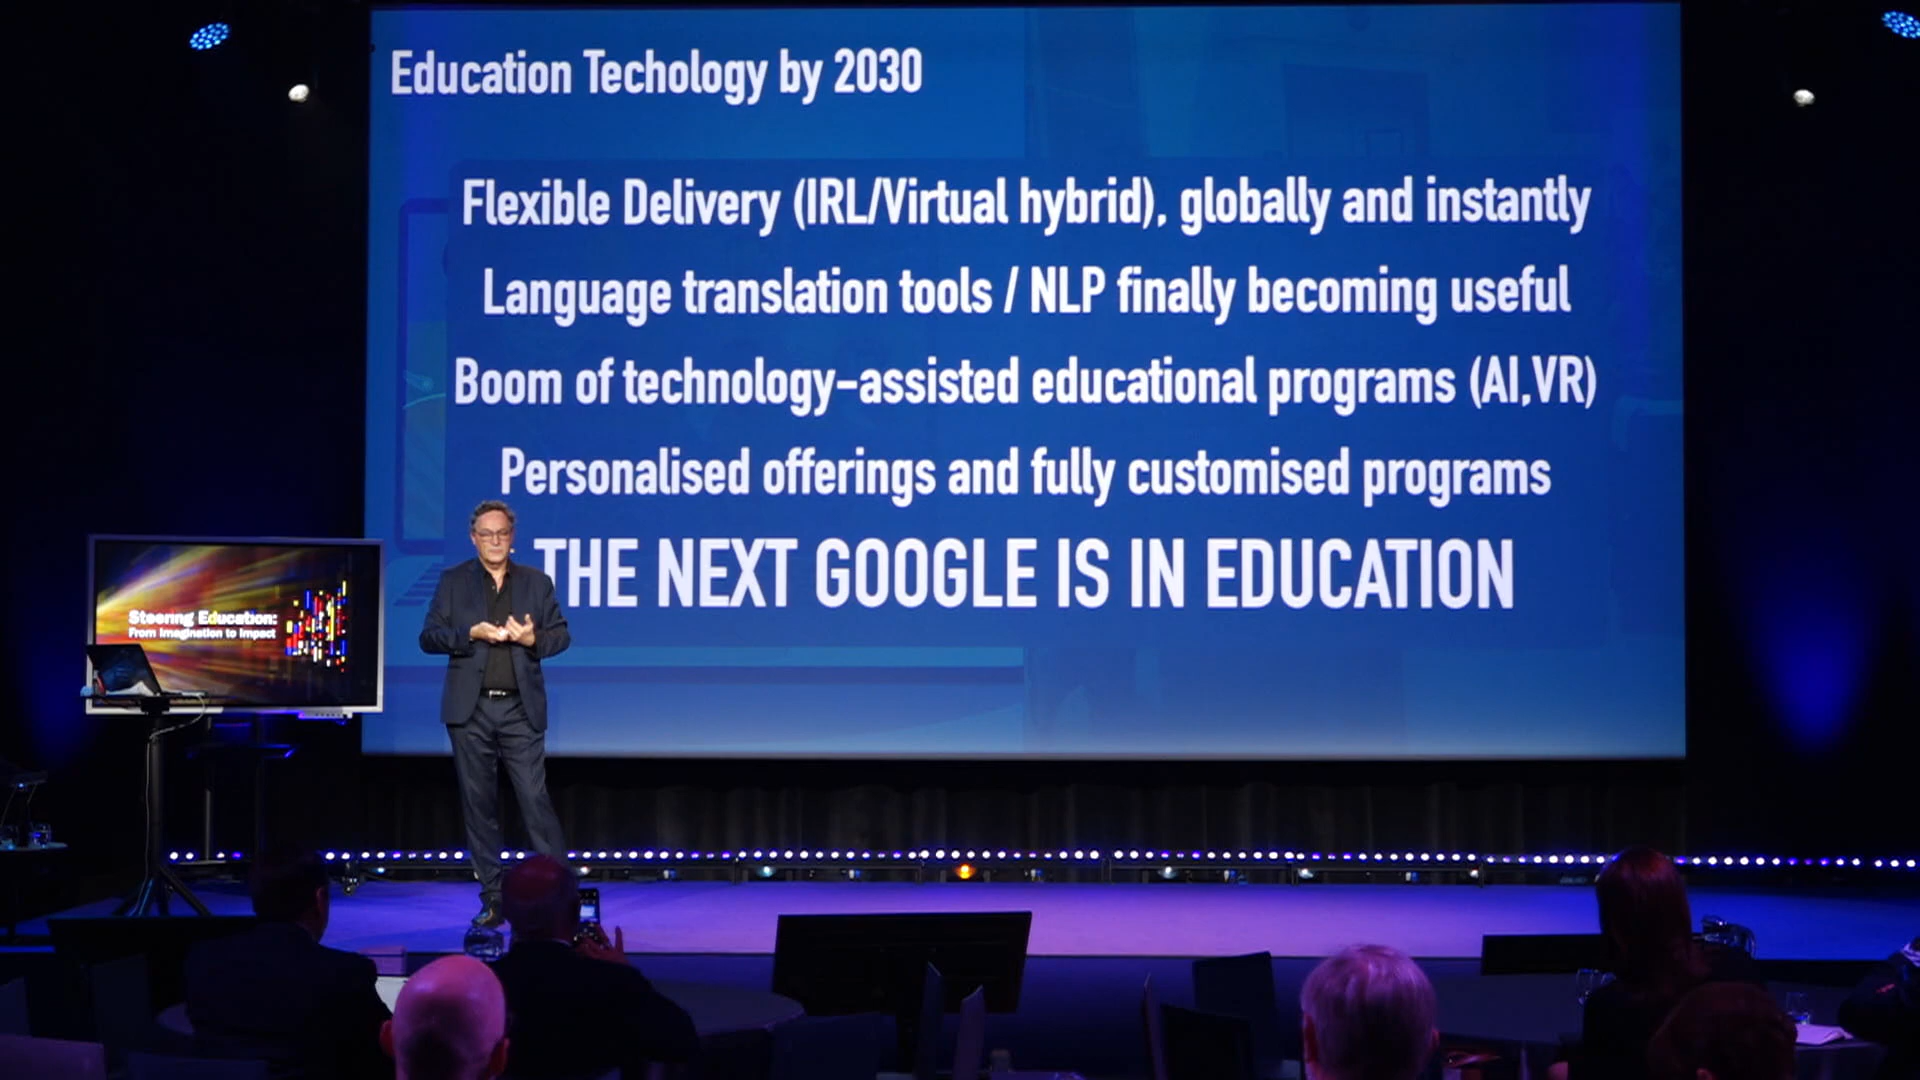 Education Techology by 2030
Flexible Delivery (IRL/Virtual hybrid), globally and instantly
Language translation tools / NLP finally becoming useful
Boom of technology-assisted educational programs (AI,VR)
Personalised offerings and fully customised programs
THE NEXT GOOGLE IS IN EDUCATION
Steering Education:
From Imagination to Impact